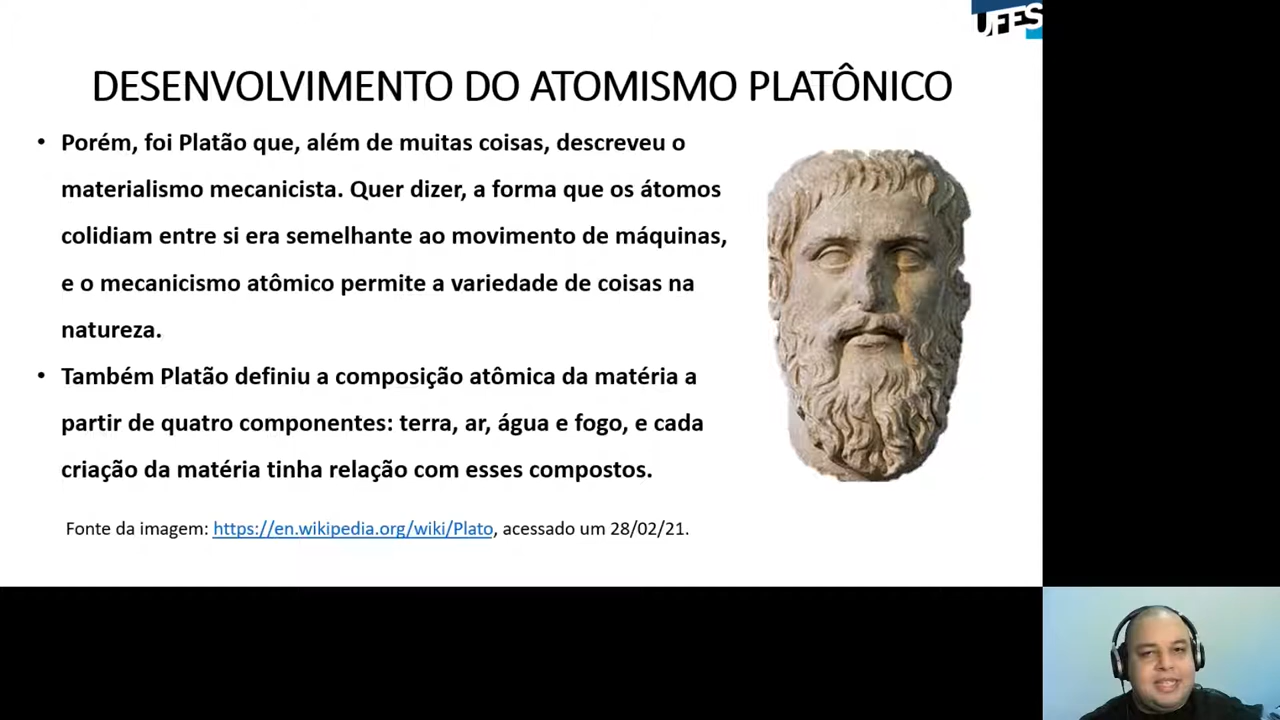 UFES
DESENVOLVIMENTO DO ATOMISMO PLATÔNICO
• Porém, foi Platão que, além de muitas coisas, descreveu o
materialismo mecanicista. Quer dizer, a forma que os átomos
colidiam entre si era semelhante ao movimento de máquinas,
e o mecanicismo atômico permite a variedade de coisas na
natureza.
• Também Platão definiu a composição atômica da matéria a
partir de quatro componentes: terra, ar, água e fogo, e cada
criação da matéria tinha relação com esses compostos.
Fonte da imagem: https://en.wikipedia.org/wiki/Plato, acessado um 28/02/21.